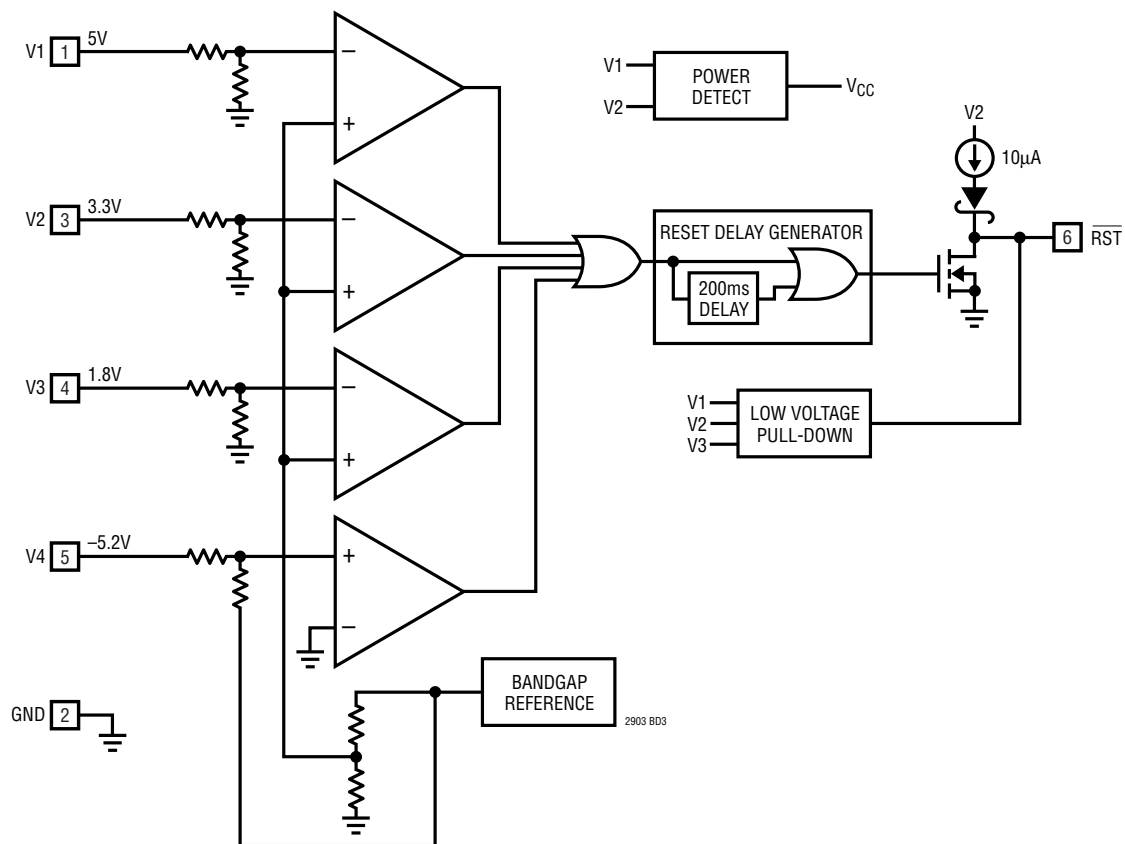 V1 1 5V
−
+
V2 3 3.3V
−
+
V3 4 1.8V
−
+
V4 5 −5.2V
+
−
GND 2
V1
V2
POWER
DETECT
VCC
RESET DELAY GENERATOR
200ms
DELAY
V2
10µA
6 RST
V1
V2
V3
LOW VOLTAGE
PULL-DOWN
BANDGAP
REFERENCE
2903 BD3